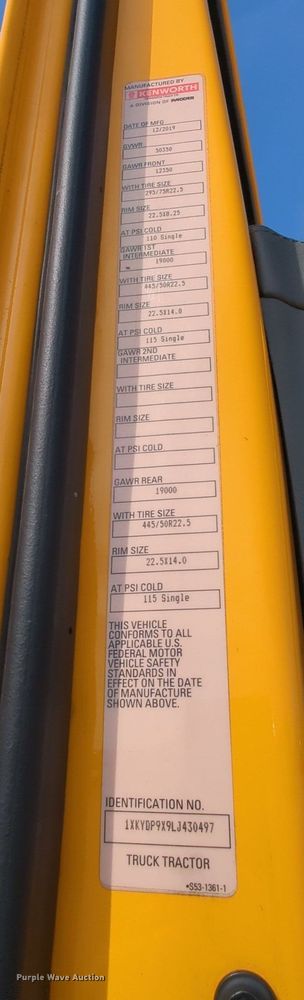 MANUFACTURED BY
KENWORTH
A DIVISION OF PACCAR
DATE OF MFG
12/2019
GVWR
50350
GAWR FRONT
12350
WITH TIRE SIZE
295/75R22.5
RIM SIZE
22.5X8.25
AT PSI COLD
110 Single
GAWR 1ST
INTERMEDIATE
19000
WITH TIRE SIZE
445/50R22.5
RIM SIZE
22.5X14.0
AT PSI COLD
115 Single
GAWR 2ND
INTERMEDIATE
WITH TIRE SIZE
RIM SIZE
AT PSI COLD
GAWR REAR
19000
WITH TIRE SIZE
445/50R22.5
RIM SIZE
22.5X14.0
AT PSI COLD
115 Single
THIS VEHICLE
CONFORMS TO ALL
APPLICABLE U.S.
FEDERAL MOTOR
VEHICLE SAFETY
STANDARDS IN
EFFECT ON THE DATE
OF MANUFACTURE
SHOWN ABOVE.
IDENTIFICATION NO.
1XKYDP9X9LJ430497
TRUCK TRACTOR
*S53-1361-1
Purple Wave Auction